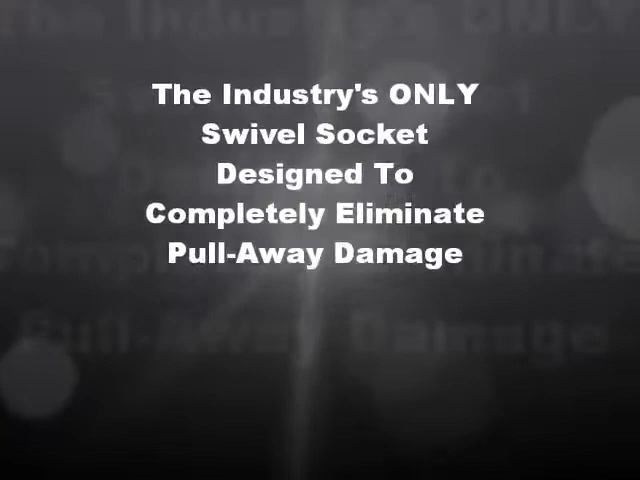 The Industry's ONLY
Swivel Socket
Designed To
Completely Eliminate
Pull-Away Damage